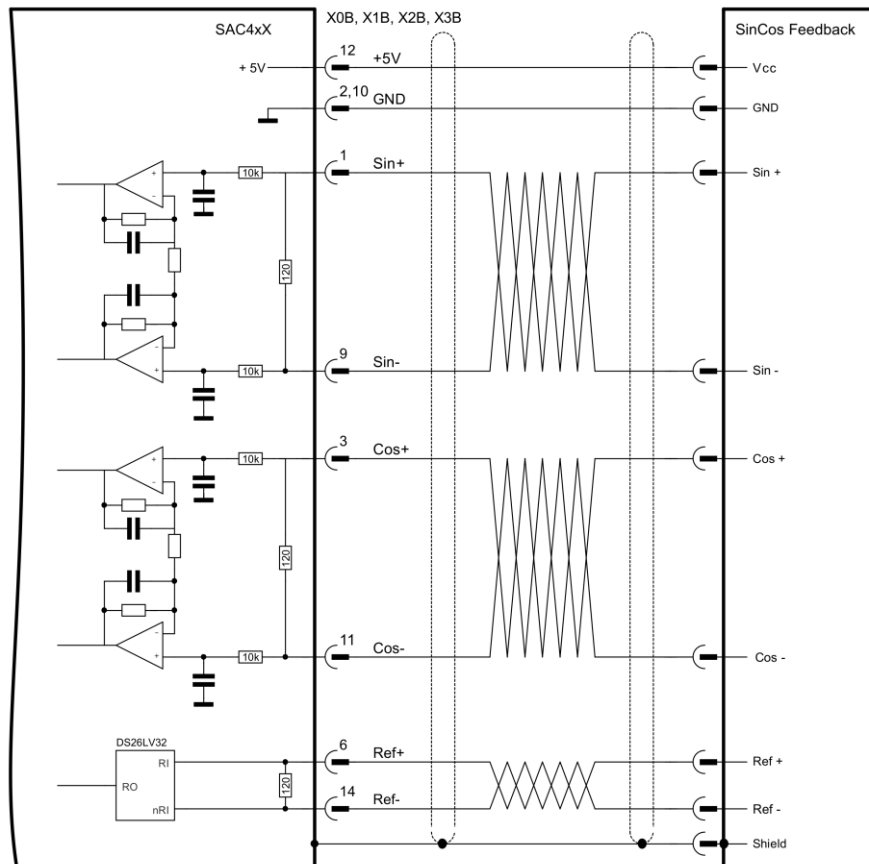 SAC4xX
X0B, X1B, X2B, X3B
SinCos Feedback
+ 5V
12
+5V
Vcc
2,10
GND
GND
+
10k
1
Sin+
Sin +
-
120
-
+
10k
9
Sin-
Sin -
+
10k
3
Cos+
Cos +
-
120
-
+
10k
11
Cos-
Cos -
DS26LV32
RI
6
Ref+
Ref +
RO
120
nRI
14
Ref-
Ref -
Shield